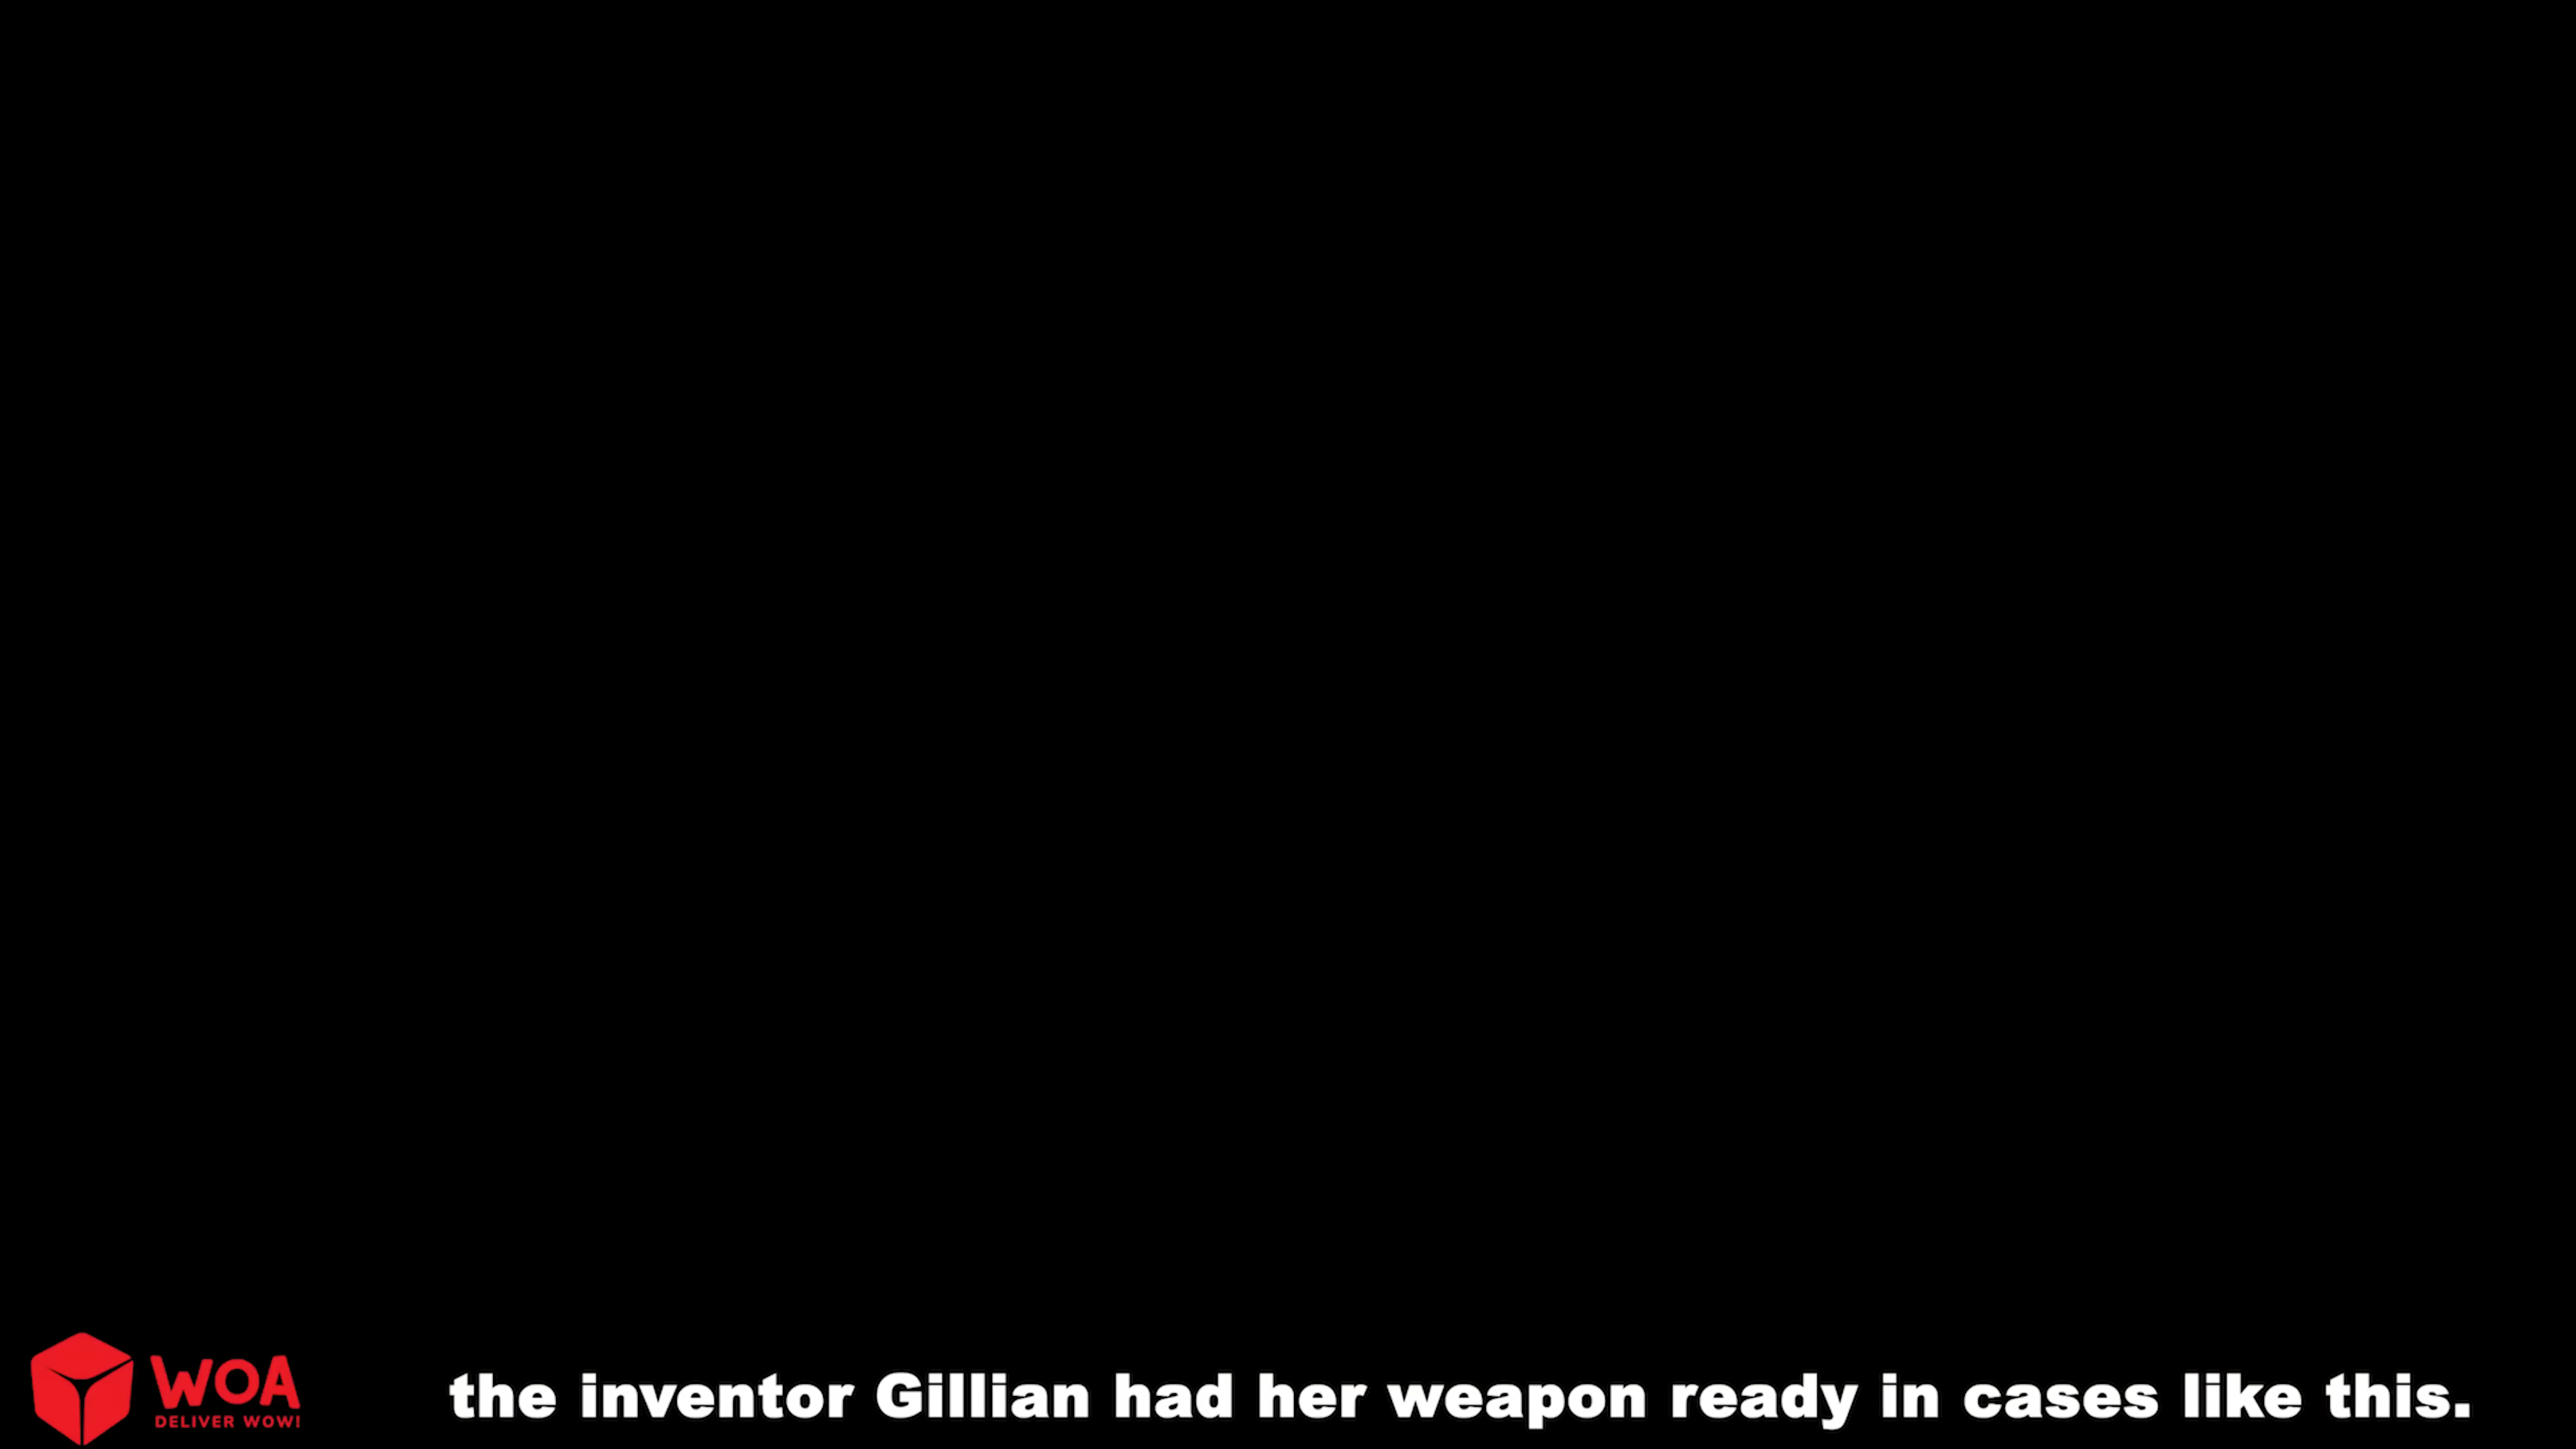 WOA
DELIVER WOW!
the inventor Gillian had her weapon ready in cases like this.